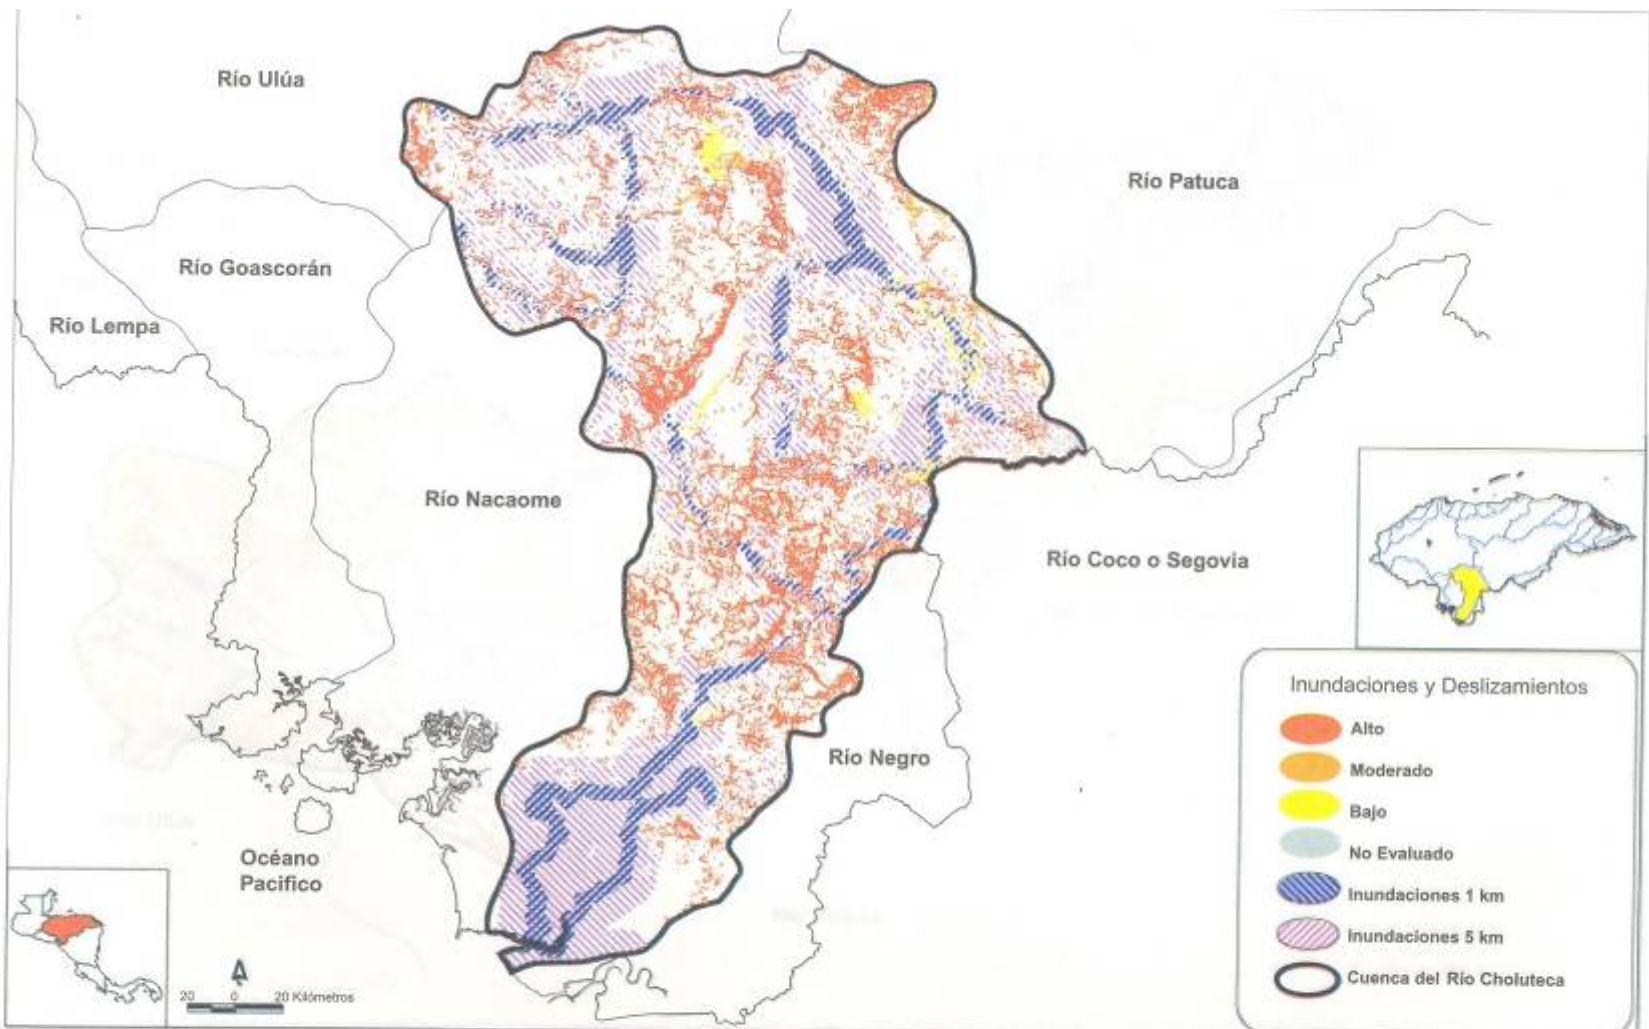 Río Ulúa
Río Patuca
Río Goascorán
Río Lempa
Río Nacaome
Río Coco o Segovia
Río Negro
Océano
Pacifico
20 0 20 Kilómetros
Inundaciones y Deslizamientos
Alto
Moderado
Bajo
No Evaluado
Inundaciones 1 km
Inundaciones 5 km
Cuenca del Río Choluteca